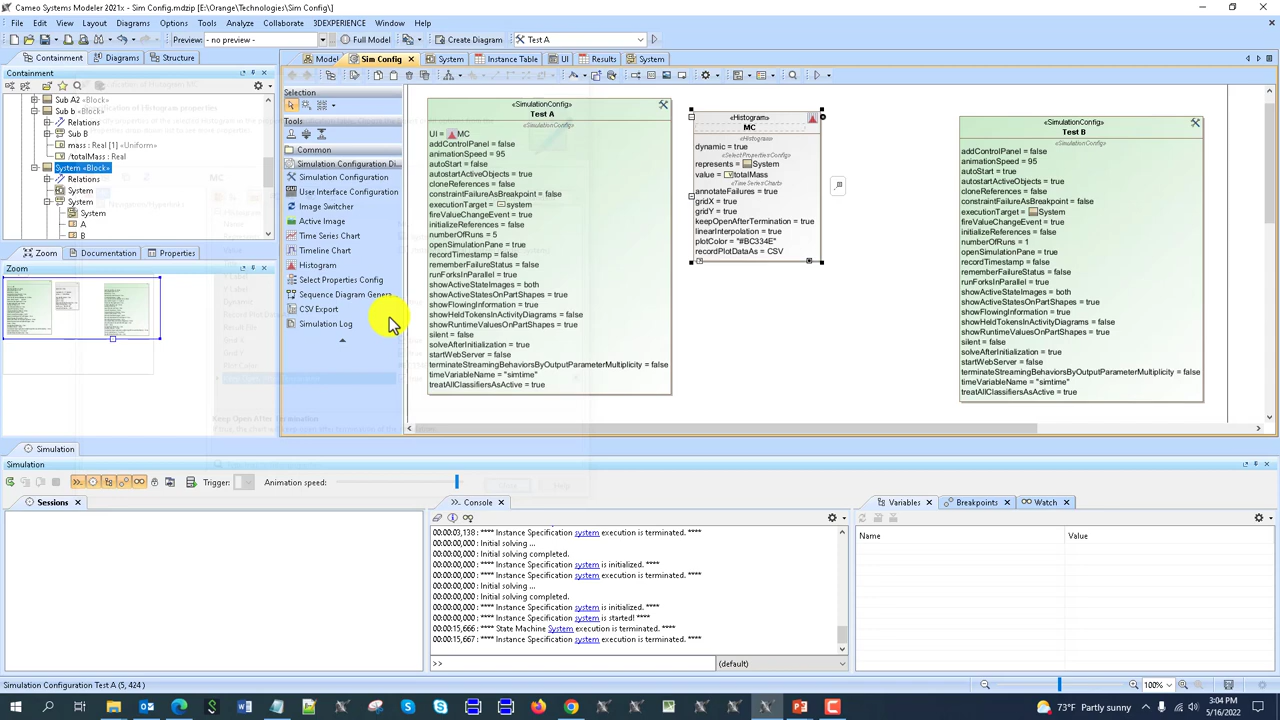 Cameo Systems Modeler 2021x - Sim Config.mdzip [E:\Orange\Technologies\Sim Config\]
File Edit View Layout Diagrams Options Tools Analyze Collaborate 3DEXPERIENCE Window Help
Preview: - no preview - Full Model Create Diagram Test A
Containment Diagrams Structure
Model Sim Config System Instance Table UI Results System
Containment
Sub A2 «Block»
Sub b «Block»
Relations
Sub B
mass : Real [1] «Uniform»
/totalMass : Real
System «Block»
Relations
System
System
System
A
B
Zoom Documentation Properties
Zoom
Selection
Tools
Common
Simulation Configuration Di...
Simulation Configuration
User Interface Configuration
Image Switcher
Active Image
Time Series Chart
Timeline Chart
Histogram
Select Properties Config
Sequence Diagram Gener
CSV Export
Simulation Log
«SimulationConfig»
Test A
«SimulationConfig»
UI = MC
addControlPanel = false
animationSpeed = 95
autoStart = false
autostartActiveObjects = true
cloneReferences = false
constraintFailureAsBreakpoint = false
executionTarget = system
fireValueChangeEvent = true
initializeReferences = false
numberOfRuns = 5
openSimulationPane = true
recordTimestamp = false
rememberFailureStatus = false
runForksInParallel = true
showActiveStateImages = both
showActiveStatesOnPartShapes = true
showFlowingInformation = true
showHeldTokensInActivityDiagrams = true
showRuntimeValuesOnPartShapes = true
silent = false
solveAfterInitialization = true
startWebServer = false
terminateStreamingBehaviorsByOutputParameterMultiplicity = false
timeVariableName = "simtime"
treatAllClassifiersAsActive = true
«Histogram»
MC
«Histogram»
dynamic = true
«SelectPropertiesConfig»
represents = System
value = totalMass
«TimeSeriesChart»
annotateFailures = true
gridX = true
gridY = true
keepOpenAfterTermination = true
linearInterpolation = true
plotColor = "#BC334E"
recordPlotDataAs = CSV
«SimulationConfig»
Test B
«SimulationConfig»
addControlPanel = false
animationSpeed = 95
autoStart = true
autostartActiveObjects = true
cloneReferences = false
constraintFailureAsBreakpoint = false
executionTarget = System
fireValueChangeEvent = true
initializeReferences = false
numberOfRuns = 1
openSimulationPane = true
recordTimestamp = false
rememberFailureStatus = false
runForksInParallel = true
showActiveStateImages = both
showActiveStatesOnPartShapes = true
showFlowingInformation = true
showHeldTokensInActivityDiagrams = true
showRuntimeValuesOnPartShapes = true
silent = false
solveAfterInitialization = true
startWebServer = false
terminateStreamingBehaviorsByOutputParameterMultiplicity = false
timeVariableName = "simtime"
treatAllClassifiersAsActive = true
Simulation
Simulation
Trigger: Animation speed:
Sessions
Console
00:00:03,138 : **** Instance Specification system execution is terminated. ****
00:00:00,000 : **** Instance Specification system execution is terminated. ****
Initial solving ...
Initial solving completed.
00:00:00,000 : **** Instance Specification system is initialized. ****
00:00:00,000 : **** Instance Specification system execution is terminated. ****
Initial solving ...
Initial solving completed.
00:00:00,000 : **** Instance Specification system is initialized. ****
00:00:00,000 : **** Instance Specification system is started! ****
00:00:15,666 : **** State Machine System execution is terminated. ****
00:00:15,667 : **** Instance Specification system execution is terminated. ****
>> (default)
Variables Breakpoints Watch
Name Value
Simulation Configuration Test A (5, 424 )
100%
73°F Partly sunny
3:04 PM
5/16/2022